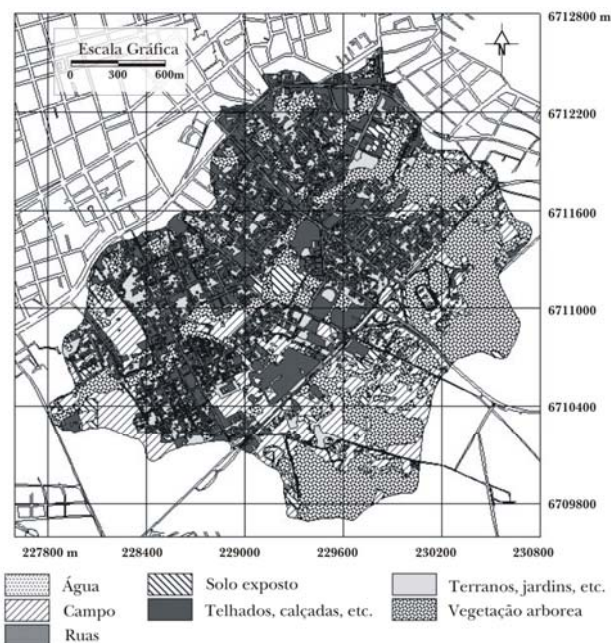 Escala Gráfica
0 300 600m
N
6712800 m
6712200
6711600
6711000
6710400
6709800
227800 m 228400 229000 229600 230200 230800
Água
Campo
Ruas
Solo exposto
Telhados, calçadas, etc.
Terranos, jardins, etc.
Vegetação arborea